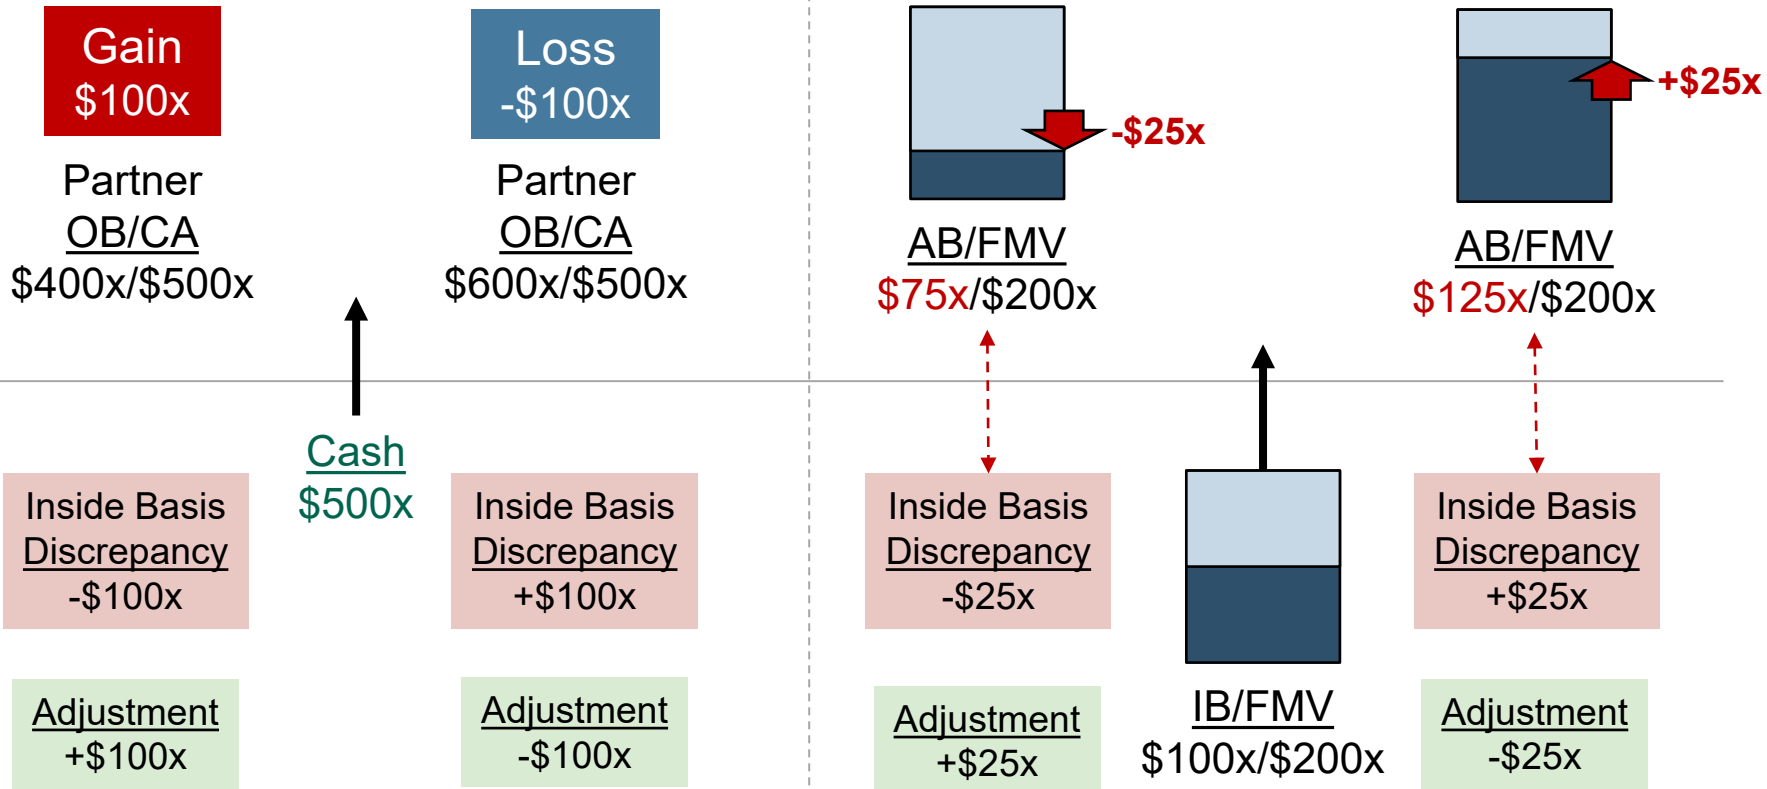 Gain
$100x
Partner
OB/CA
$400x/$500x
Loss
-$100x
Partner
OB/CA
$600x/$500x
Cash
$500x
Inside Basis
Discrepancy
-$100x
Adjustment
+$100x
Inside Basis
Discrepancy
+$100x
Adjustment
-$100x
-$25x
AB/FMV
$75x/$200x
+$25x
AB/FMV
$125x/$200x
Inside Basis
Discrepancy
-$25x
Adjustment
+$25x
IB/FMV
$100x/$200x
Inside Basis
Discrepancy
+$25x
Adjustment
-$25x